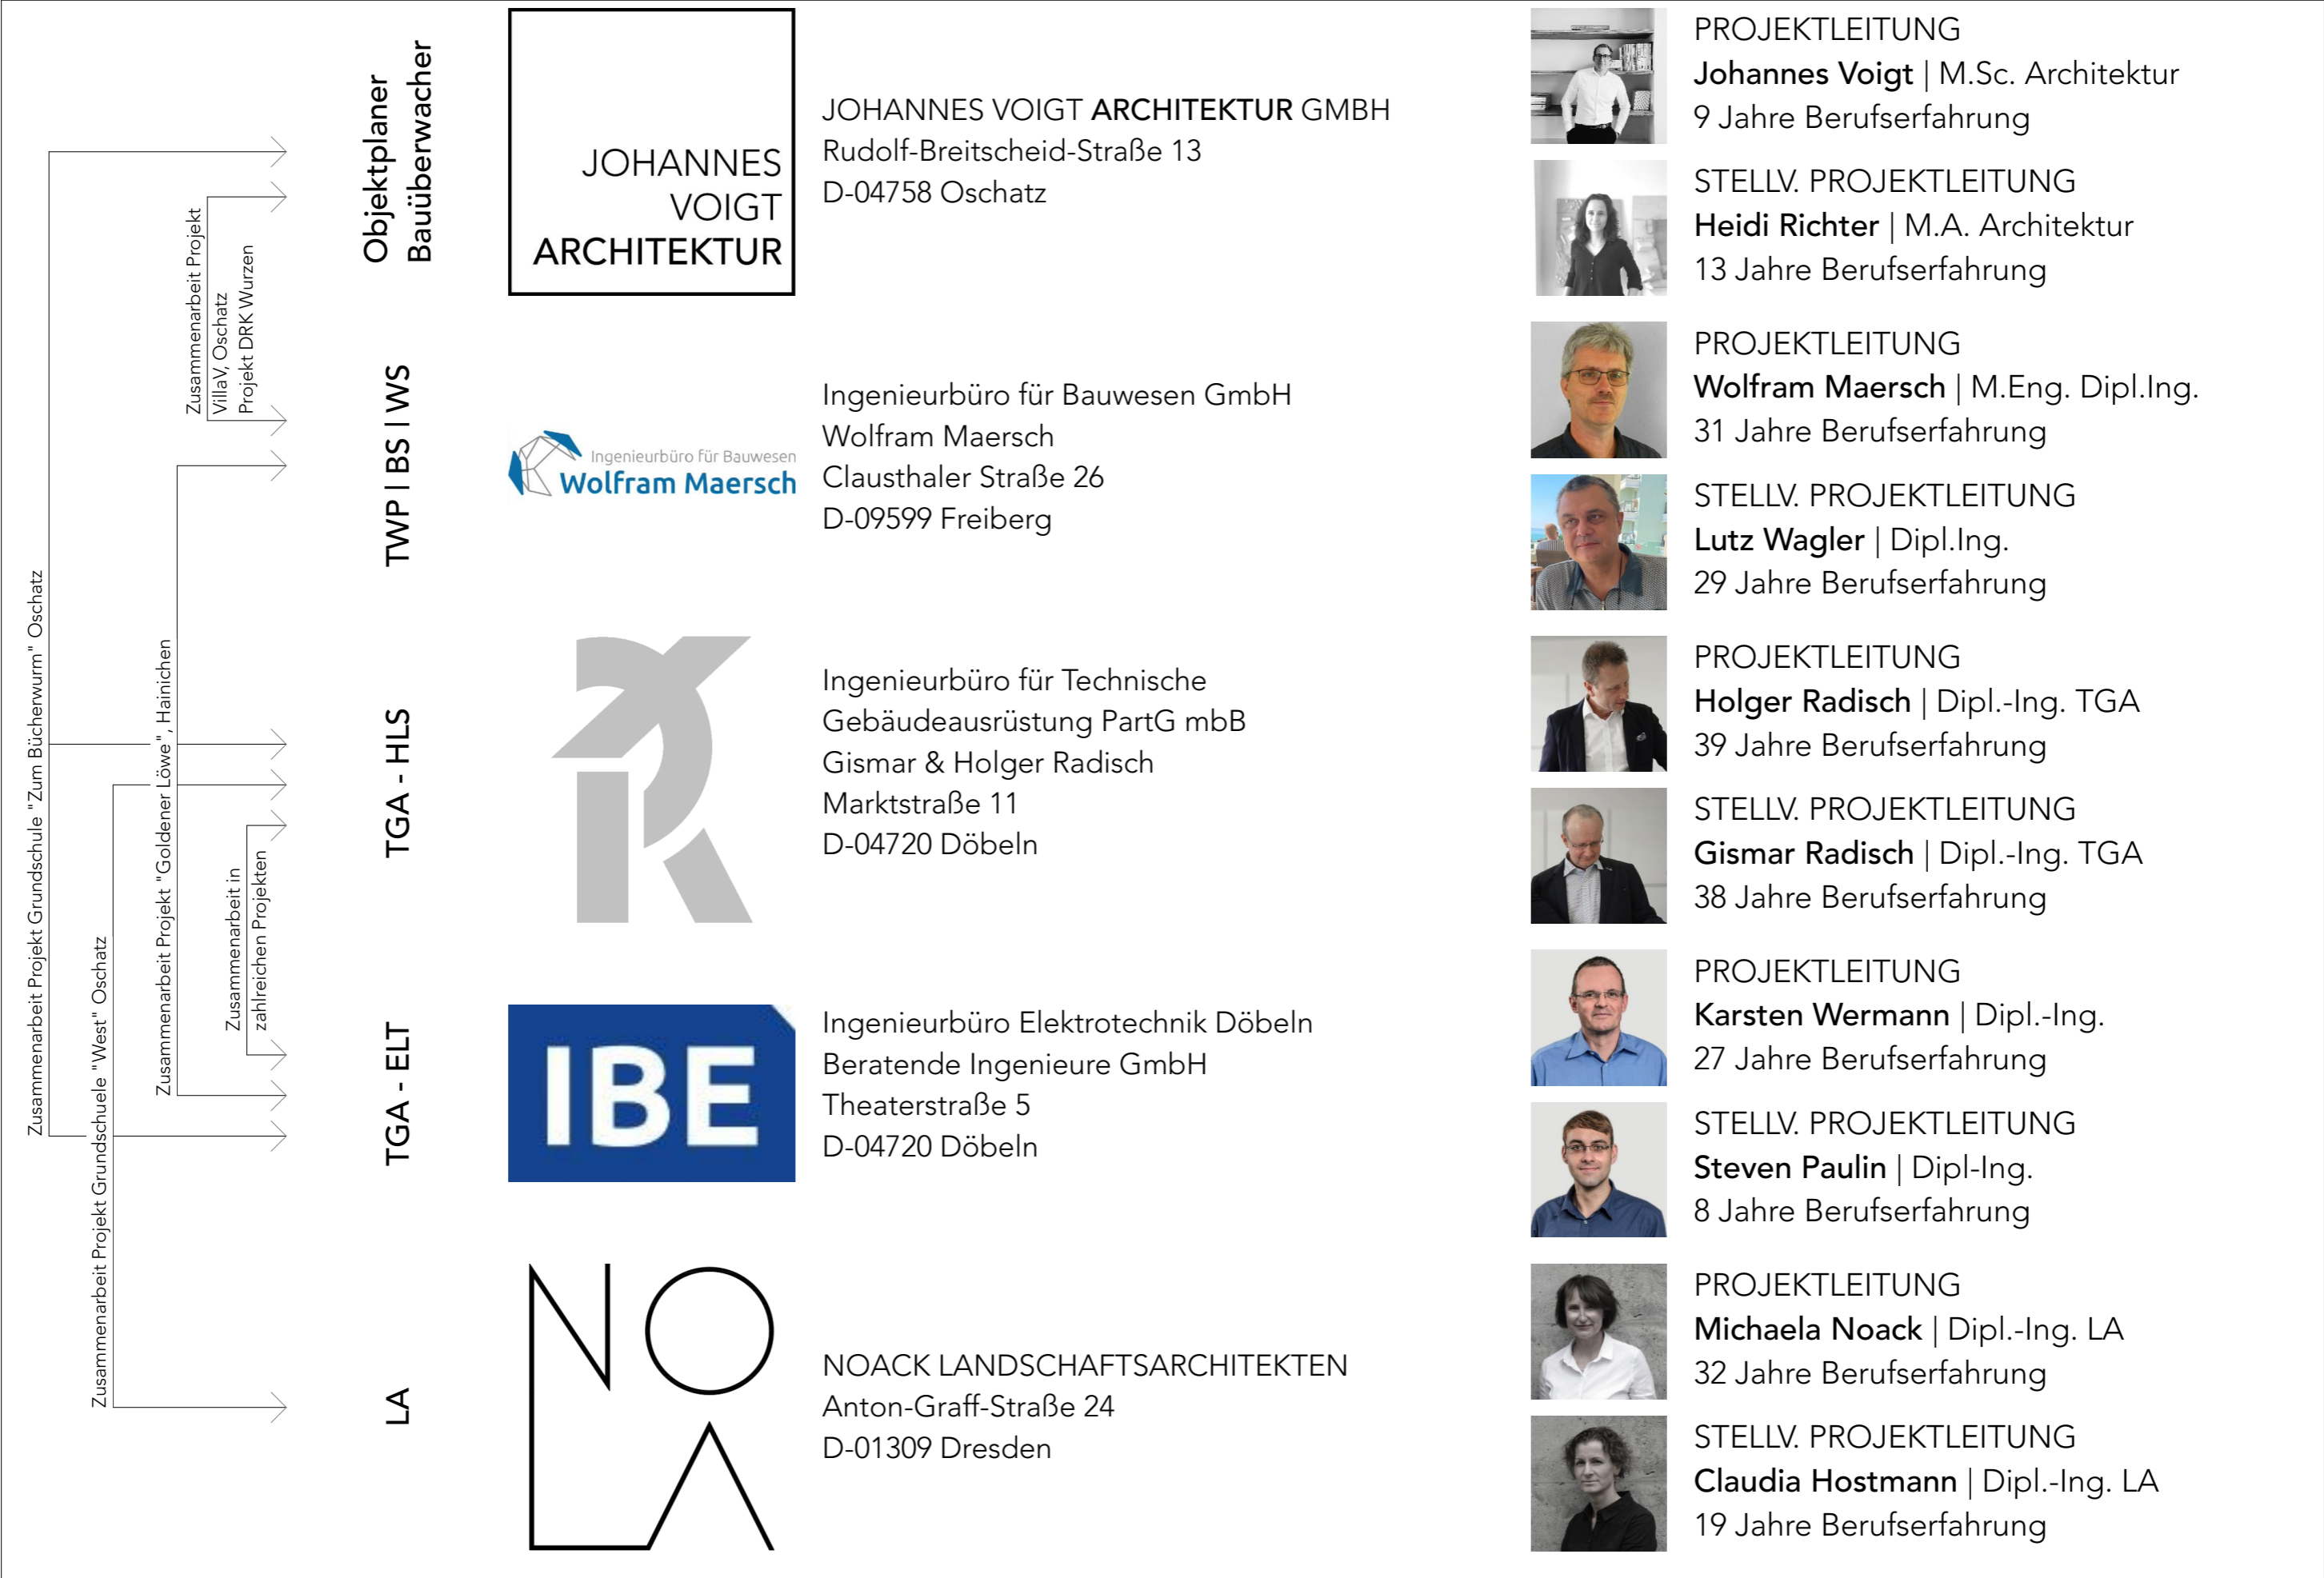 Zusammenarbeit Projekt Grundschule "Zum Bücherwurm" Oschatz
Zusammenarbeit Projekt Grundschuele "West" Oschatz
Zusammenarbeit Projekt "Goldener Löwe", Hainichen
Zusammenarbeit Projekt
VillaV, Oschatz
Projekt DRK Wurzen
Zusammenarbeit in
zahlreichen Projekten
Objektplaner
Bauüberwacher
JOHANNES
VOIGT
ARCHITEKTUR
JOHANNES VOIGT ARCHITEKTUR GMBH
Rudolf-Breitscheid-Straße 13
D-04758 Oschatz
PROJEKTLEITUNG
Johannes Voigt | M.Sc. Architektur
9 Jahre Berufserfahrung
STELLV. PROJEKTLEITUNG
Heidi Richter | M.A. Architektur
13 Jahre Berufserfahrung
TWP | BS | WS
Ingenieurbüro für Bauwesen
Wolfram Maersch
Ingenieurbüro für Bauwesen GmbH
Wolfram Maersch
Clausthaler Straße 26
D-09599 Freiberg
PROJEKTLEITUNG
Wolfram Maersch | M.Eng. Dipl.Ing.
31 Jahre Berufserfahrung
STELLV. PROJEKTLEITUNG
Lutz Wagler | Dipl.Ing.
29 Jahre Berufserfahrung
TGA - HLS
Ingenieurbüro für Technische
Gebäudeausrüstung PartG mbB
Gismar & Holger Radisch
Marktstraße 11
D-04720 Döbeln
PROJEKTLEITUNG
Holger Radisch | Dipl.-Ing. TGA
39 Jahre Berufserfahrung
STELLV. PROJEKTLEITUNG
Gismar Radisch | Dipl.-Ing. TGA
38 Jahre Berufserfahrung
TGA - ELT
IBE
Ingenieurbüro Elektrotechnik Döbeln
Beratende Ingenieure GmbH
Theaterstraße 5
D-04720 Döbeln
PROJEKTLEITUNG
Karsten Wermann | Dipl.-Ing.
27 Jahre Berufserfahrung
STELLV. PROJEKTLEITUNG
Steven Paulin | Dipl-Ing.
8 Jahre Berufserfahrung
LA
NO
LA
NOACK LANDSCHAFTSARCHITEKTEN
Anton-Graff-Straße 24
D-01309 Dresden
PROJEKTLEITUNG
Michaela Noack | Dipl.-Ing. LA
32 Jahre Berufserfahrung
STELLV. PROJEKTLEITUNG
Claudia Hostmann | Dipl.-Ing. LA
19 Jahre Berufserfahrung